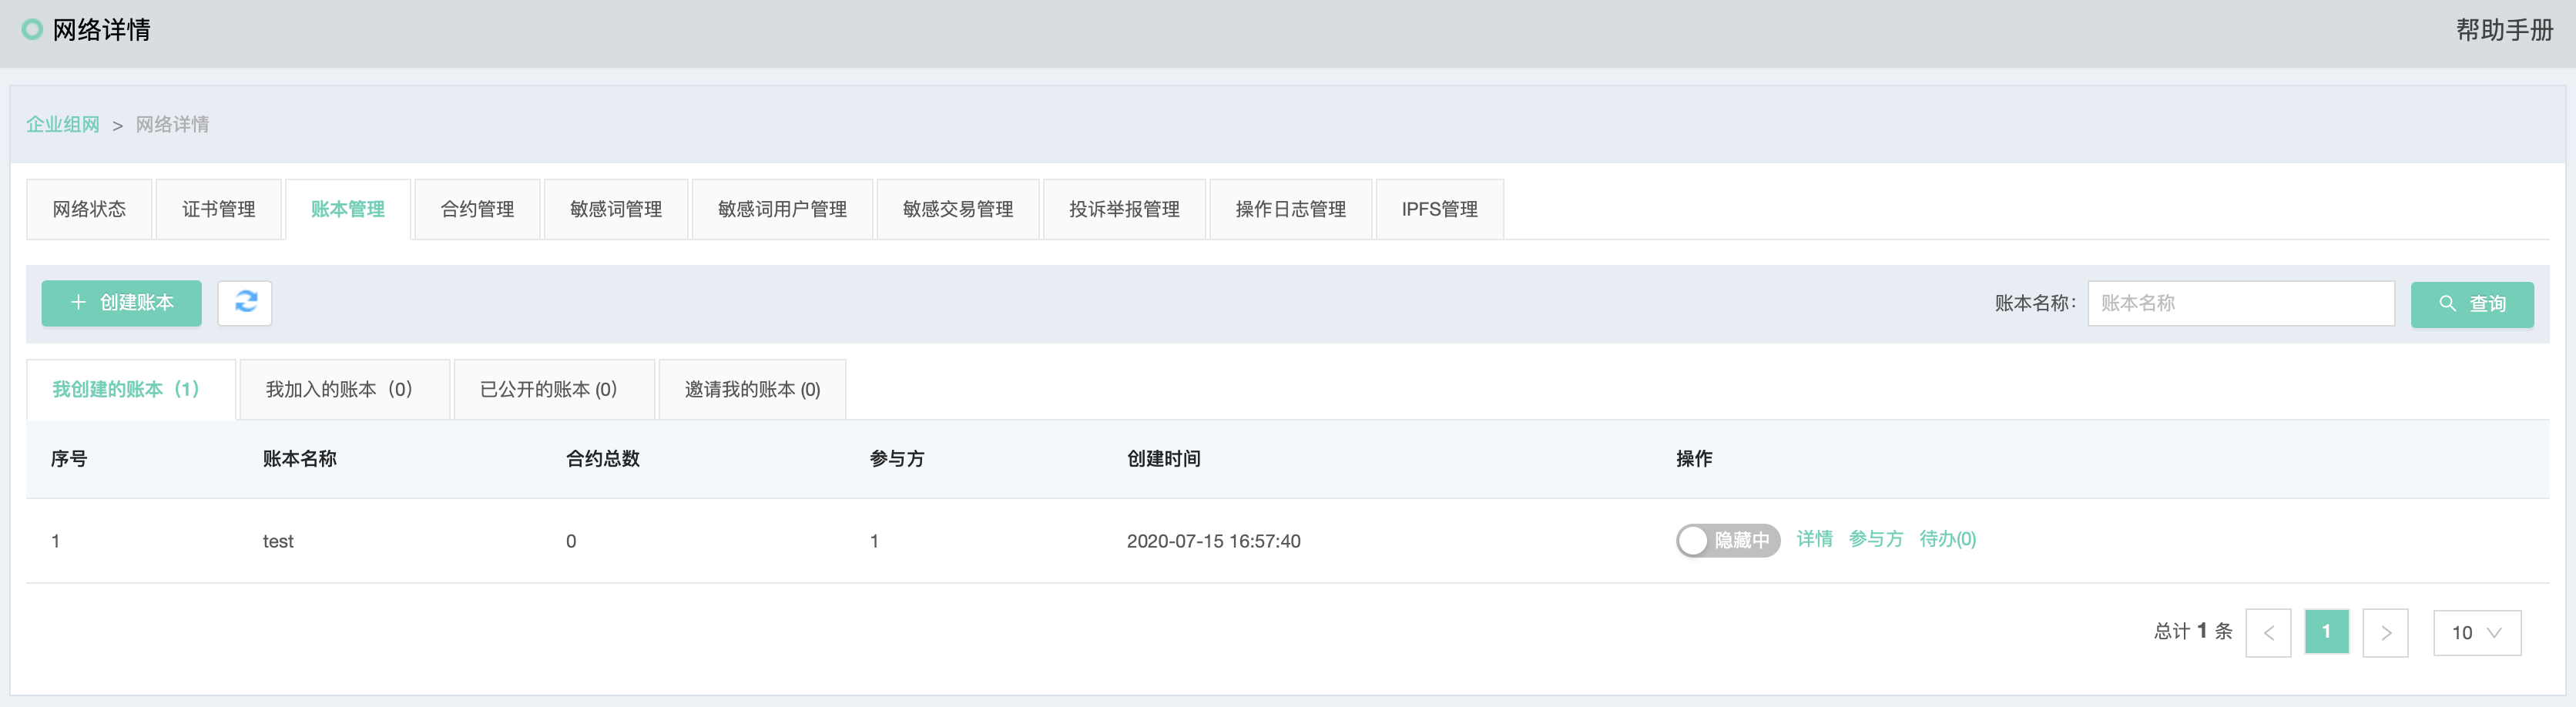 网络详情 帮助手册
企业组网 > 网络详情
网络状态 证书管理 账本管理 合约管理 敏感词管理 敏感词用户管理 敏感交易管理 投诉举报管理 操作日志管理 IPFS管理
+ 创建账本 账本名称: 账本名称 查询
我创建的账本（1） 我加入的账本（0） 已公开的账本 (0) 邀请我的账本 (0)
序号 账本名称 合约总数 参与方 创建时间 操作
1 test 0 1 2020-07-15 16:57:40 隐藏中 详情 参与方 待办(0)
总计 1 条 < 1 > 10